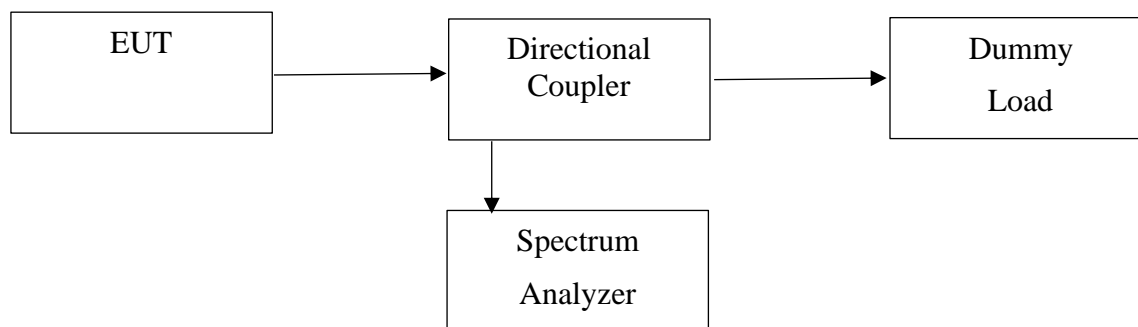 EUT
Directional
Coupler
Dummy
Load
Spectrum
Analyzer